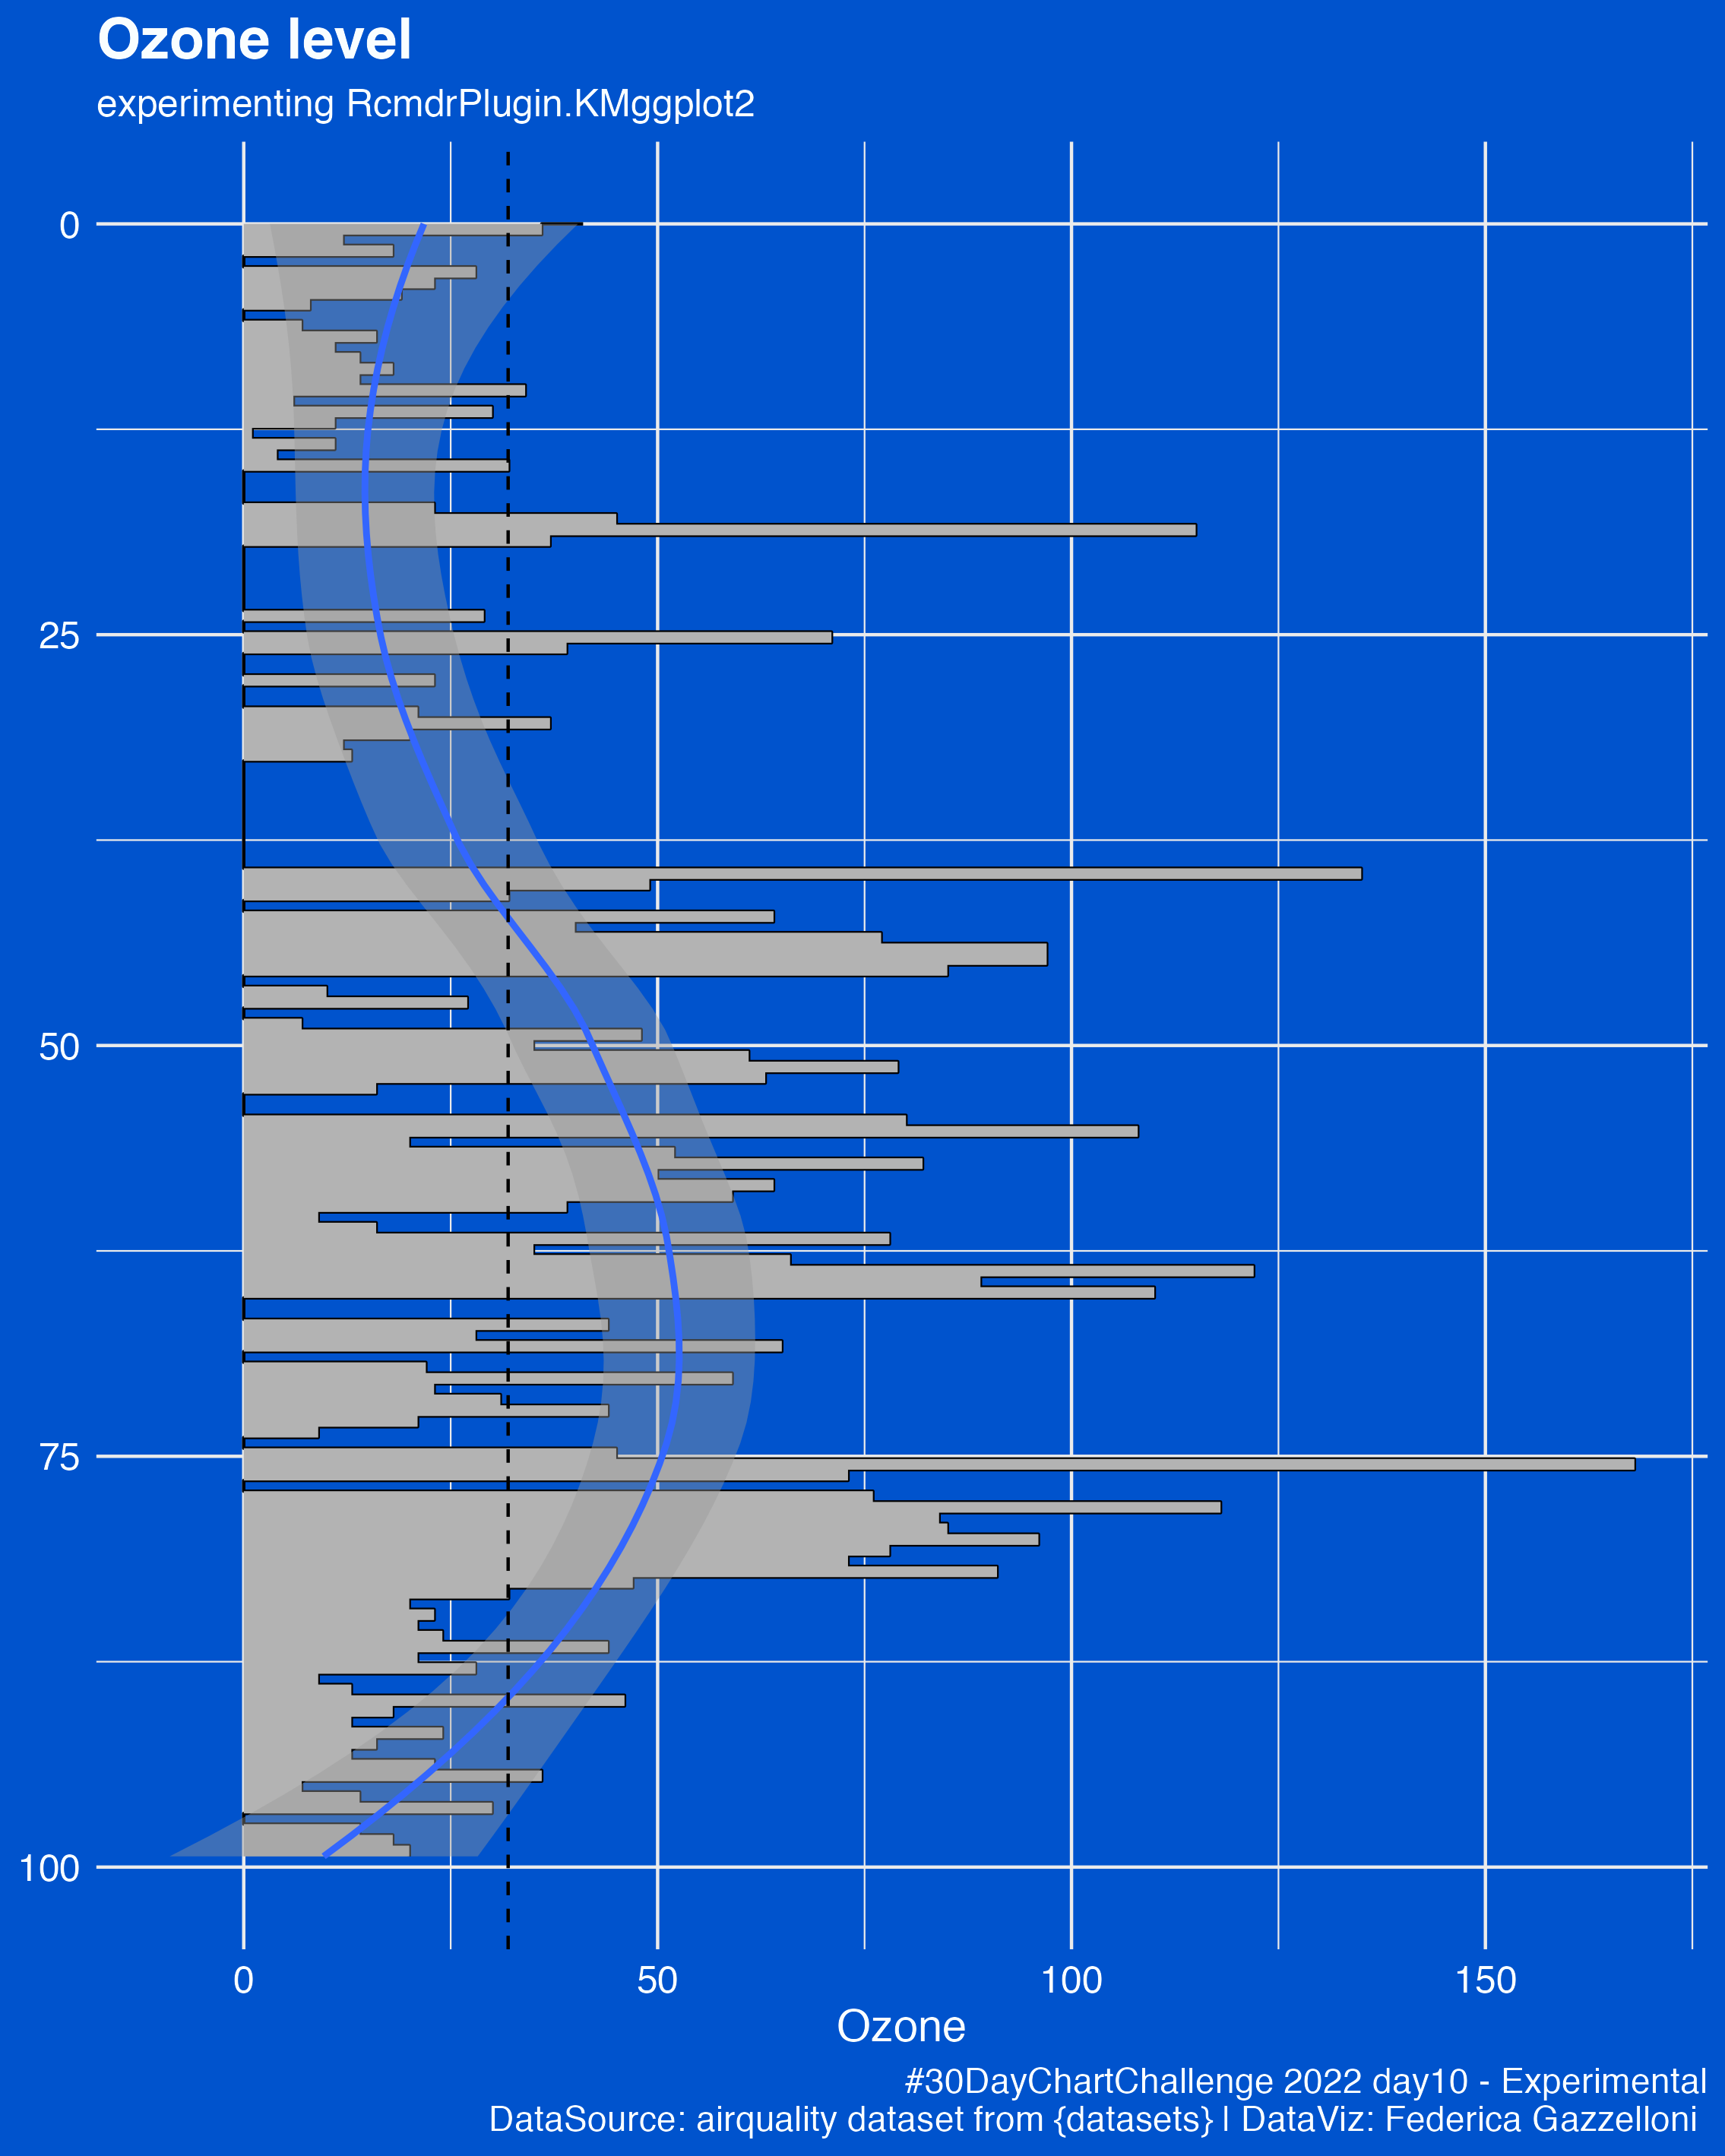 Ozone level
experimenting RcmdrPlugin.KMggplot2
0
25
50
75
100
0 50 100 150
Ozone
#30DayChartChallenge 2022 day10 - Experimental
DataSource: airquality dataset from {datasets} | DataViz: Federica Gazzelloni